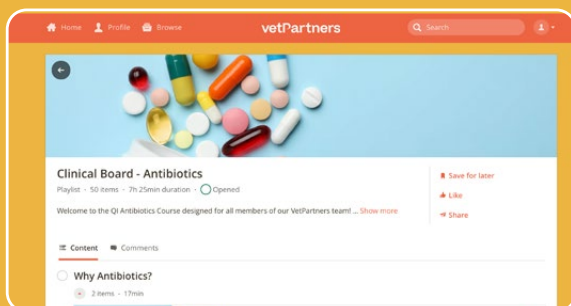 Home Profile Browse vetPartners Search
Clinical Board - Antibiotics
Playlist - 50 items - 7h 25min duration - Opened
Welcome to the QI Antibiotics Course designed for all members of our VetPartners team! ... Show more
Save for later
Like
Share
Content Comments
Why Antibiotics?
2 items - 17min